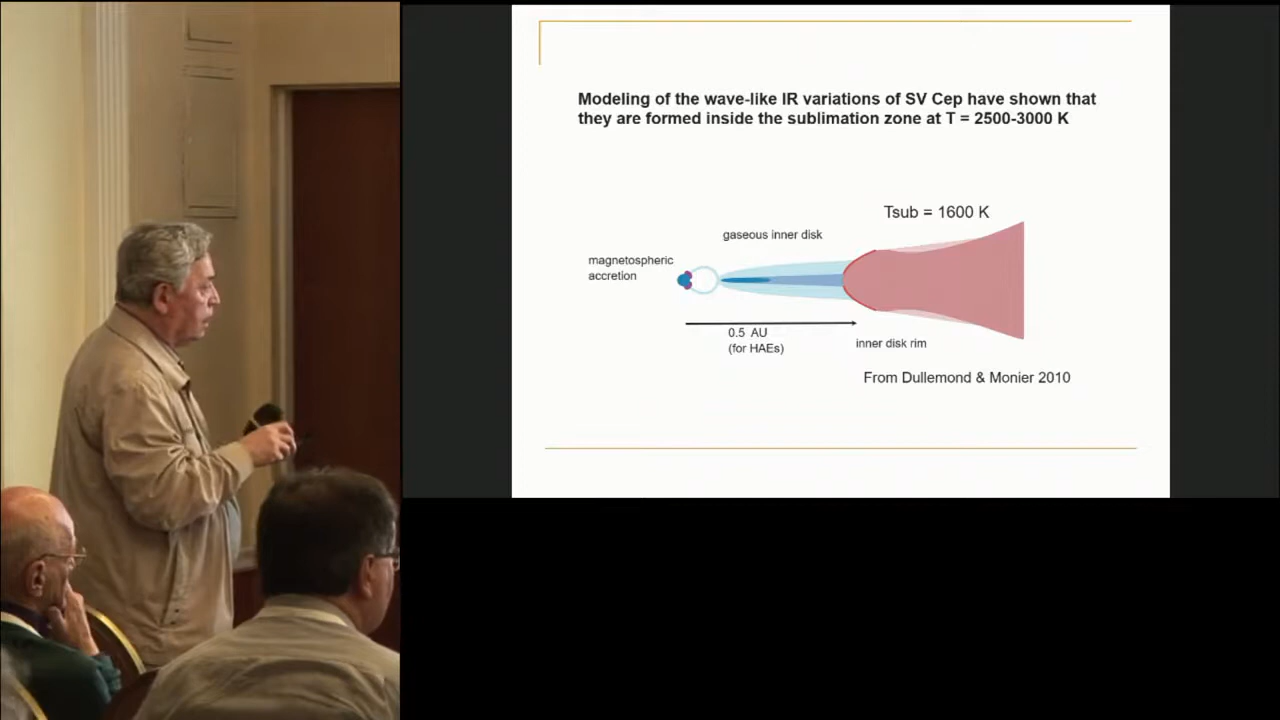 Modeling of the wave-like IR variations of SV Cep have shown that
they are formed inside the sublimation zone at T = 2500-3000 K
Tsub = 1600 K
gaseous inner disk
magnetospheric
accretion
0.5 AU
(for HAEs)
inner disk rim
From Dullemond & Monier 2010